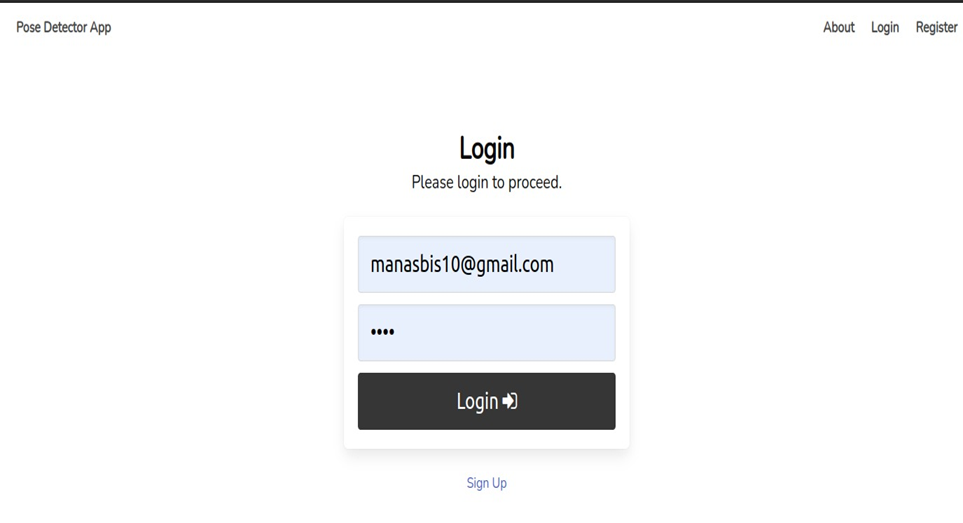 Pose Detector App About Login Register
Login
Please login to proceed.
manasbis10@gmail.com
••••
Login
Sign Up